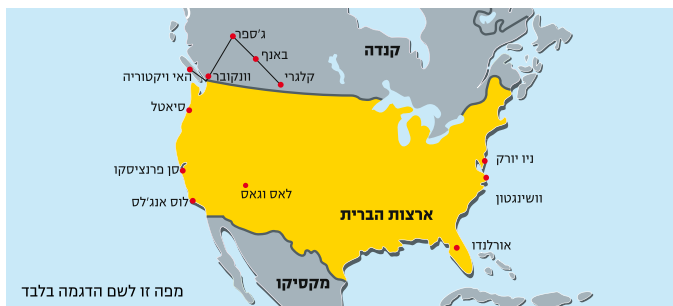 ג'ספר
קנדה
באנף
האי ויקטוריה
וונקובר
קלגרי
סיאטל
ניו יורק
סן פרנציסקו
וושינגטון
לאס וגאס
לוס אנג'לס
ארצות הברית
אורלנדו
מקסיקו
מפה זו לשם הדגמה בלבד